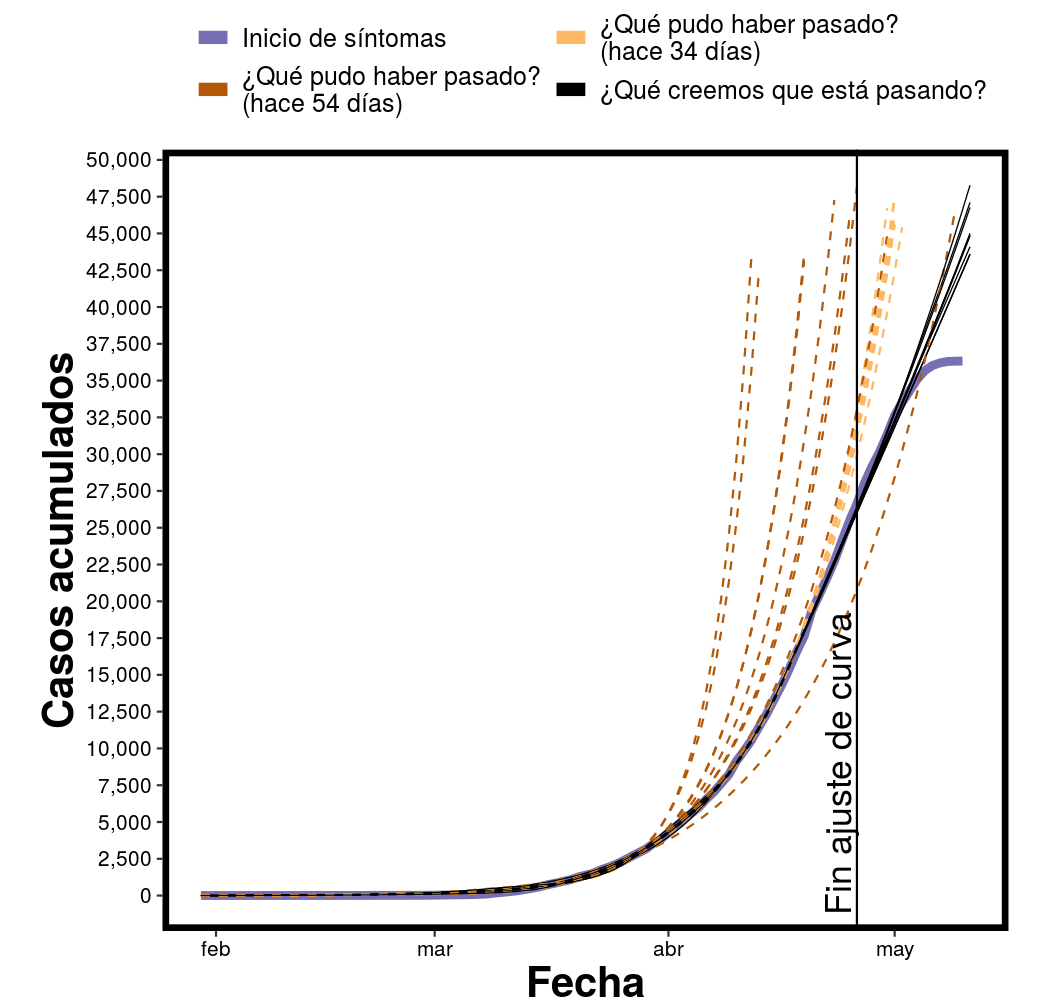 Inicio de síntomas
¿Qué pudo haber pasado?
(hace 54 días)
¿Qué pudo haber pasado?
(hace 34 días)
¿Qué creemos que está pasando?
Casos acumulados
50,000
47,500
45,000
42,500
40,000
37,500
35,000
32,500
30,000
27,500
25,000
22,500
20,000
17,500
15,000
12,500
10,000
7,500
5,000
2,500
0
Fin ajuste de curva
feb
mar
abr
may
Fecha